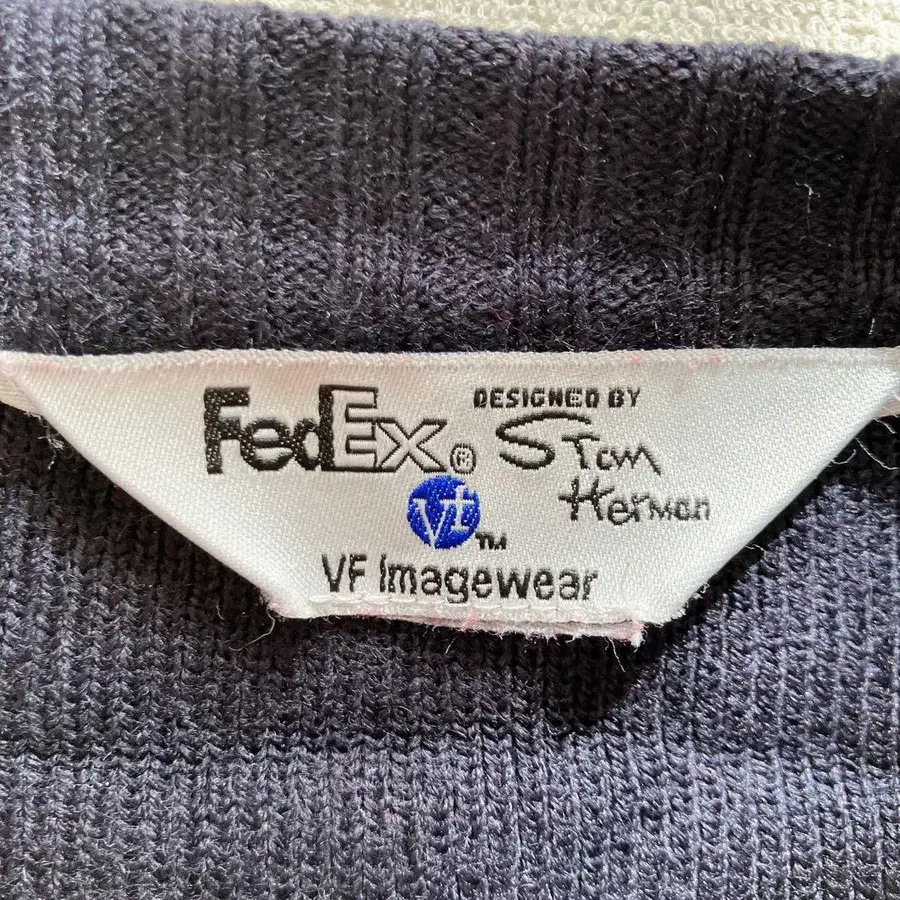 FedEx®
DESIGNED BY
Stan
Herman
Vf™
VF Imagewear